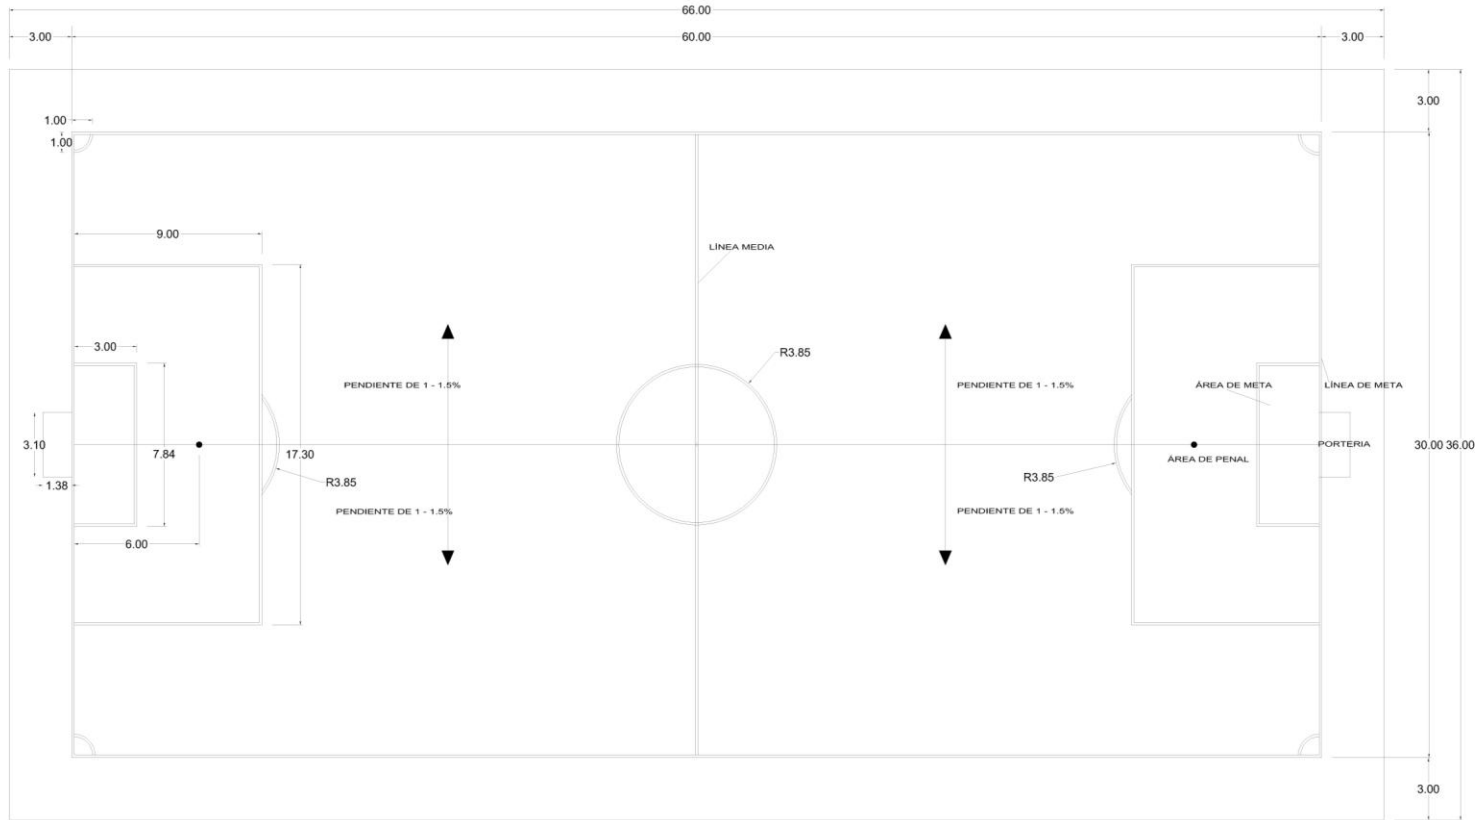 66.00
3.00
60.00
3.00
3.00
1.00
1.00
9.00
LÍNEA MEDIA
3.00
R3.85
PENDIENTE DE 1 - 1.5%
PENDIENTE DE 1 - 1.5%
ÁREA DE META
LÍNEA DE META
3.10
7.84
17.30
PORTERIA
30.00
36.00
ÁREA DE PENAL
1.38
R3.85
R3.85
PENDIENTE DE 1 - 1.5%
PENDIENTE DE 1 - 1.5%
6.00
3.00